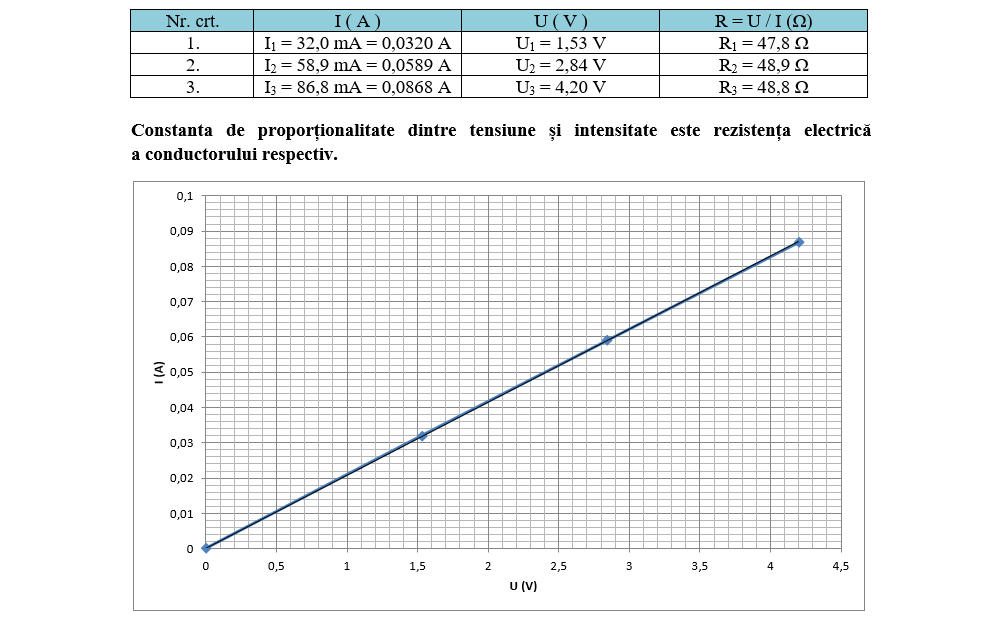 Nr. crt. I ( A ) U ( V ) R = U / I (Ω)
1. I₁ = 32,0 mA = 0,0320 A U₁ = 1,53 V R₁ = 47,8 Ω
2. I₂ = 58,9 mA = 0,0589 A U₂ = 2,84 V R₂ = 48,9 Ω
3. I₃ = 86,8 mA = 0,0868 A U₃ = 4,20 V R₃ = 48,8 Ω
Constanta de proporționalitate dintre tensiune și intensitate este rezistența electrică
a conductorului respectiv.
0,1
0,09
0,08
0,07
0,06
0,05
0,04
0,03
0,02
0,01
0
I (A)
0 0,5 1 1,5 2 2,5 3 3,5 4 4,5
U (V)